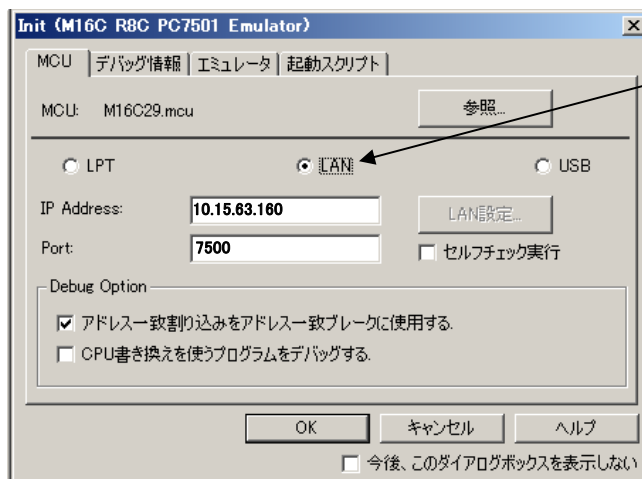 Init (M16C R8C PC7501 Emulator)
MCU デバッグ情報 エミュレータ 起動スクリプト
MCU: M16C29.mcu 参照...
LPT LAN USB
IP Address: 10.15.63.160 LAN設定...
Port: 7500 セルフチェック実行
Debug Option
アドレス一致割り込みをアドレス一致ブレークに使用する.
CPU書き換えを使うプログラムをデバッグする.
OK キャンセル ヘルプ
今後、このダイアログボックスを表示しない